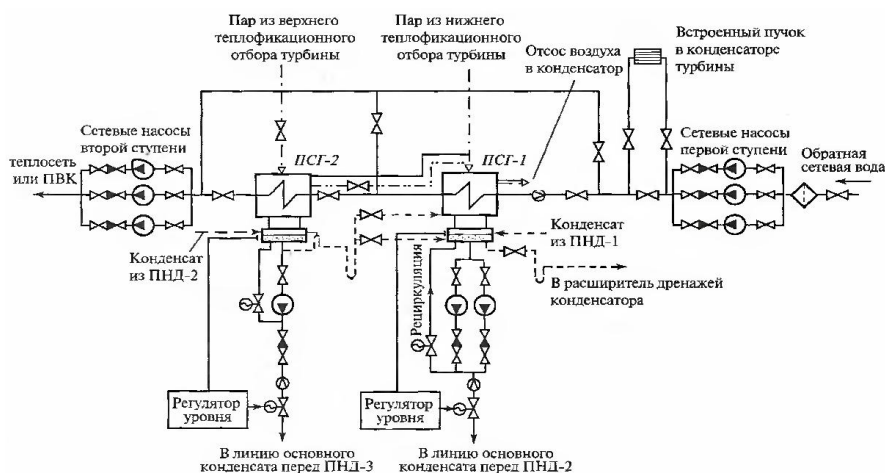 Пар из верхнего
теплофикационного
отбора турбины
Пар из нижнего
теплофикационного
отбора турбины
Отсос воздуха
в конденсатор
Встроенный пучок
в конденсаторе
турбины
Сетевые насосы
второй ступени
ПСГ-2
ПСГ-1
Сетевые насосы
первой ступени
Обратная
сетевая вода
теплосеть
или ПВК
Конденсат
из ПНД-2
Конденсат
из ПНД-1
Рециркуляция
В расширитель дренажей
конденсатора
Регулятор
уровня
Регулятор
уровня
В линию основного
конденсата перед ПНД-3
В линию основного
конденсата перед ПНД-2